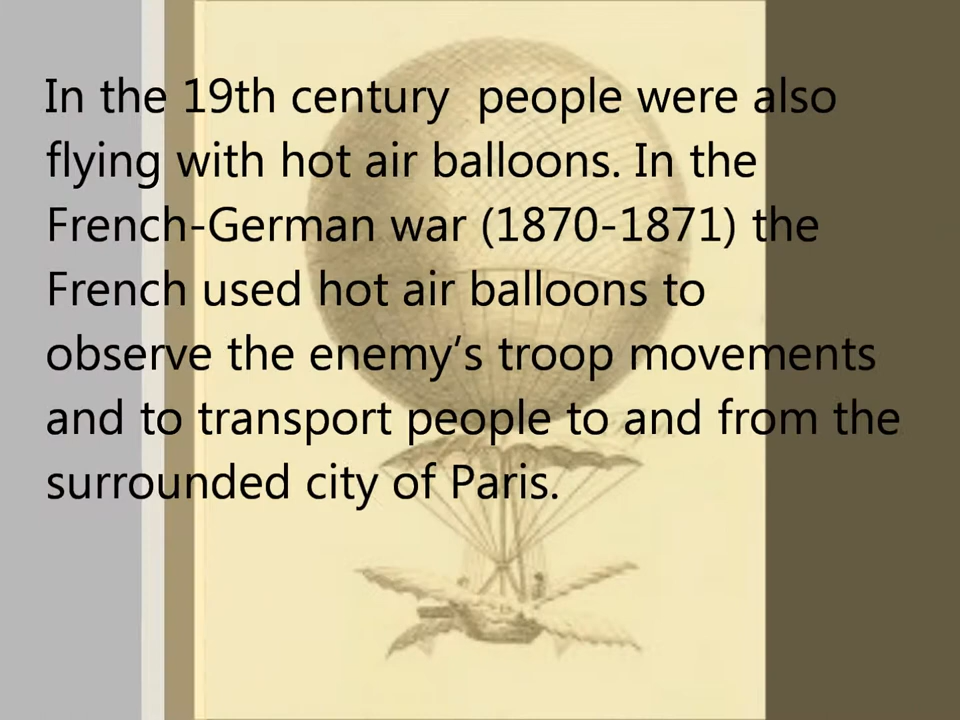 In the 19th century  people were also
flying with hot air balloons. In the
French-German war (1870-1871) the
French used hot air balloons to
observe the enemy’s troop movements
and to transport people to and from the
surrounded city of Paris.